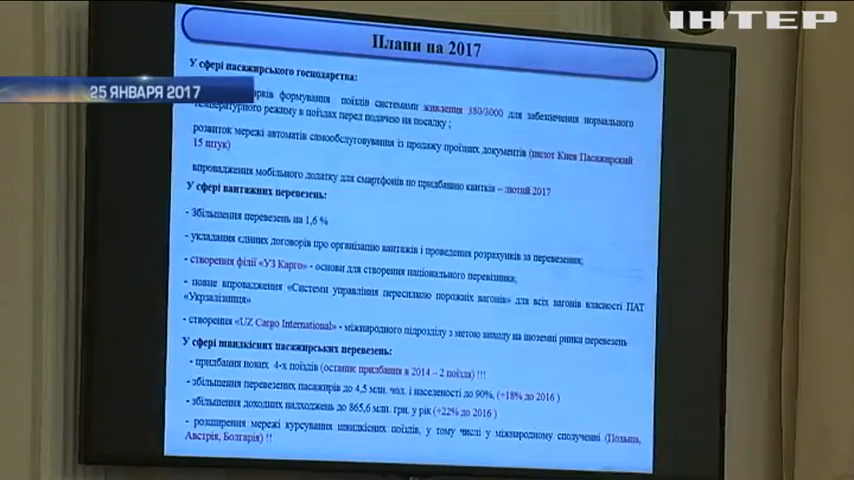 ІНТЕР
Плани на 2017
25 ЯНВАРЯ 2017
У сфері пасажирського господарства:
формування поїздів системами живлення 380/3000 для забезпечення нормального
температурного режиму в поїздах перед подачею на посадку ;
розвиток мережі автоматів самообслуговування із продажу проїзних документів (пілот Киев Пасажирский
15 штук)
впровадження мобільного додатку для смартфонів по придбанню квитків – лютий 2017
У сфері вантажних перевезень:
- Збільшення перевезень на 1,6 %
- укладання єдиних договорів про організацію вантажів і проведення розрахунків за перевезення;
- створення філії «УЗ Карго» - основи для створення національного перевізника;
- повне впровадження «Системи управління пересилкою порожніх вагонів» для всіх вагонів власності ПАТ
«Укрзалізниця»
- створення «UZ Cargo International» - міжнародного підрозділу з метою виходу на іноземні ринки перевезень
У сфері швидкісних пасажирських перевезень:
- придбання нових 4-х поїздів (останнє придбання в 2014 – 2 поїзда) !!!
- збільшення перевезених пасажирів до 4,5 млн. чол. і населеності до 90%, (+18% до 2016 )
- збільшення доходних надходжень до 865,6 млн. грн. у рік (+22% до 2016 )
- розширення мережі курсування швидкісних поїздів, у тому числі у міжнародному сполученні (Польща,
Австрія, Болгарія) !!